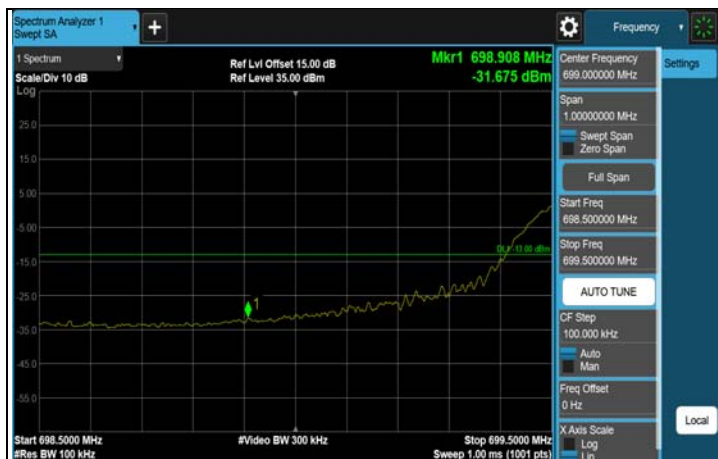 Spectrum Analyzer 1
Swept SA
+
Frequency
1 Spectrum
Scale/Div 10 dB
Ref Lvl Offset 15.00 dB
Ref Level 35.00 dBm
Mkr1 698.908 MHz
-31.675 dBm
Log
25.0
15.0
5.00
-5.00
-15.0
-25.0
-35.0
-45.0
-55.0
DL1 -13.00 dBm
1
Start 698.5000 MHz
#Res BW 100 kHz
#Video BW 300 kHz
Stop 699.5000 MHz
Sweep 1.00 ms (1001 pts)
Center Frequency
699.000000 MHz
Settings
Span
1.00000000 MHz
Swept Span
Zero Span
Full Span
Start Freq
698.500000 MHz
Stop Freq
699.500000 MHz
AUTO TUNE
CF Step
100.000 kHz
Auto
Man
Freq Offset
0 Hz
X Axis Scale
Log
Lin
Local